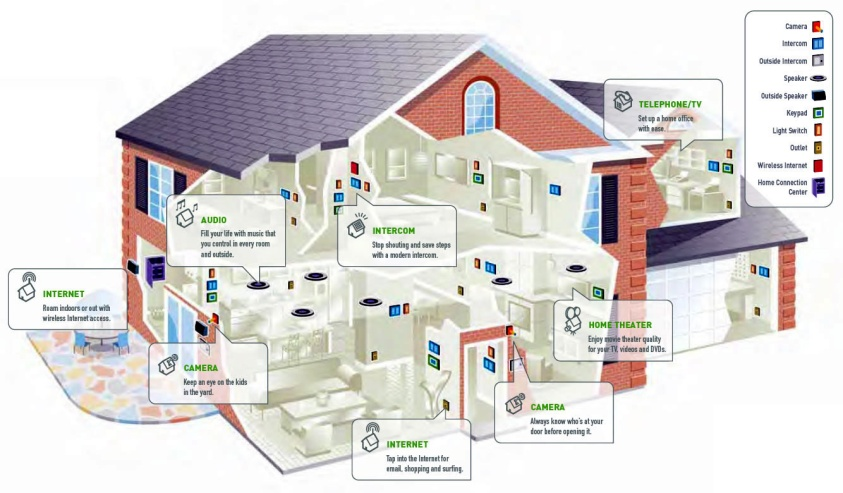 Camera
Intercom
Outside Intercom
Speaker
Outside Speaker
Keypad
Light Switch
Outlet
Wireless Internet
Home Connection
Center
TELEPHONE/TV
Set up a home office
with ease.
AUDIO
Fill your life with music that
you control in every room
and outside.
INTERCOM
Stop shouting and save steps
with a modern intercom.
INTERNET
Roam indoors or out with
wireless Internet access.
HOME THEATER
Enjoy movie theater quality
for your TV, videos and DVDs.
CAMERA
Keep an eye on the kids
in the yard.
CAMERA
Always know who's at your
door before opening it.
INTERNET
Tap into the Internet for
email, shopping and surfing.